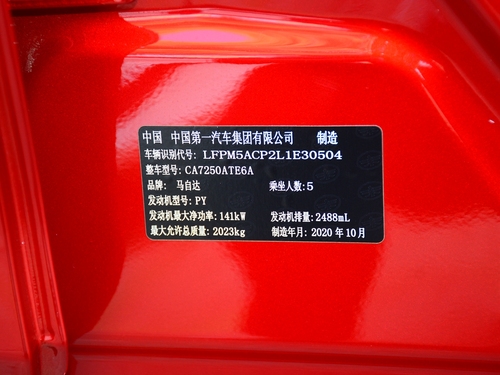 中国 中国第一汽车集团有限公司 制造
车辆识别代号: LFPM5ACP2L1E30504
整车型号: CA7250ATE6A
品牌: 马自达 乘坐人数: 5
发动机型号: PY
发动机最大净功率: 141kW 发动机排量: 2488mL
最大允许总质量: 2023kg 制造年月: 2020 年 10 月